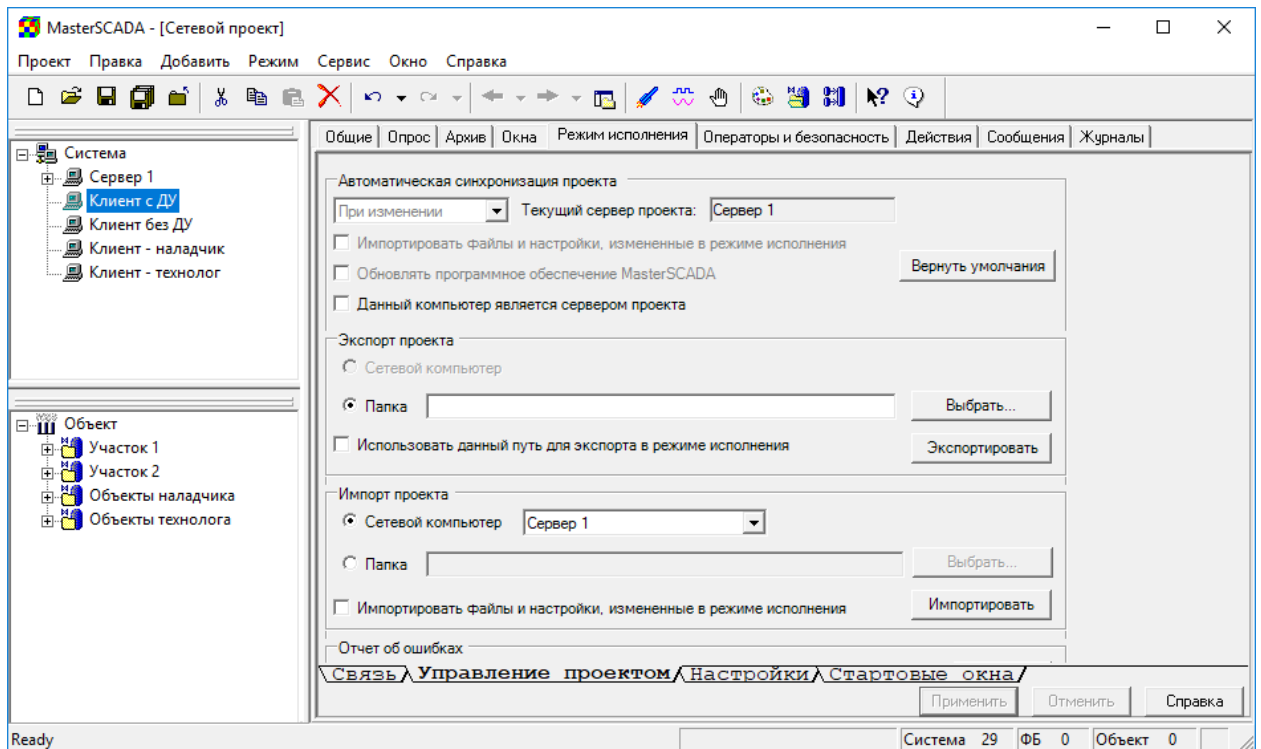 MasterSCADA - [Сетевой проект]
Проект Правка Добавить Режим Сервис Окно Справка
Общие Опрос Архив Окна Режим исполнения Операторы и безопасность Действия Сообщения Журналы
Система
Сервер 1
Клиент с ДУ
Клиент без ДУ
Клиент - наладчик
Клиент - технолог
Объект
Участок 1
Участок 2
Объекты наладчика
Объекты технолога
Автоматическая синхронизация проекта
При изменении Текущий сервер проекта: Сервер 1
Импортировать файлы и настройки, измененные в режиме исполнения
Обновлять программное обеспечение MasterSCADA Вернуть умолчания
Данный компьютер является сервером проекта
Экспорт проекта
Сетевой компьютер
Папка Выбрать...
Использовать данный путь для экспорта в режиме исполнения Экспортировать
Импорт проекта
Сетевой компьютер Сервер 1
Папка Выбрать...
Импортировать файлы и настройки, измененные в режиме исполнения Импортировать
Отчет об ошибках
Связь Управление проектом Настройки Стартовые окна
Применить Отменить Справка
Ready Система 29 ФБ 0 Объект 0